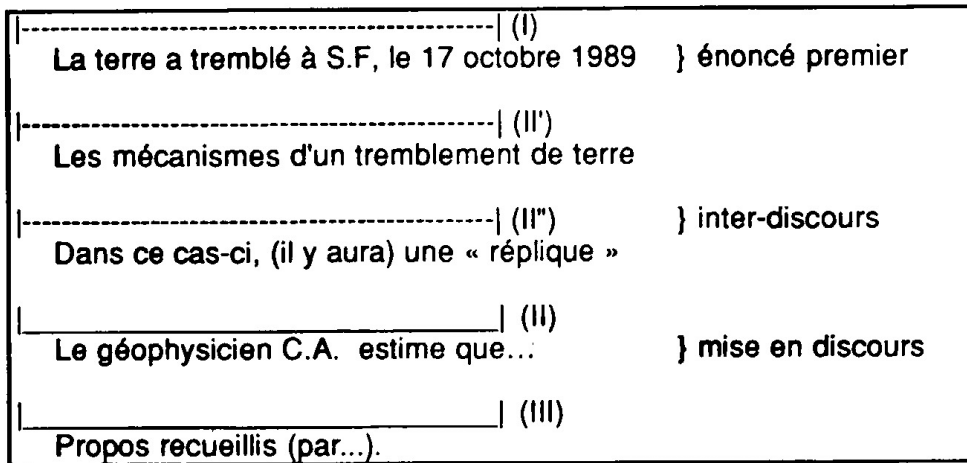 |---------------------------------------------| (I)
La terre a tremblé à S.F, le 17 octobre 1989 } énoncé premier
|---------------------------------------------| (II')
Les mécanismes d'un tremblement de terre
|---------------------------------------------| (II") } inter-discours
Dans ce cas-ci, (il y aura) une « réplique »
|_____________________________| (II)
Le géophysicien C.A. estime que... } mise en discours
|_____________________________| (III)
Propos recueillis (par...).